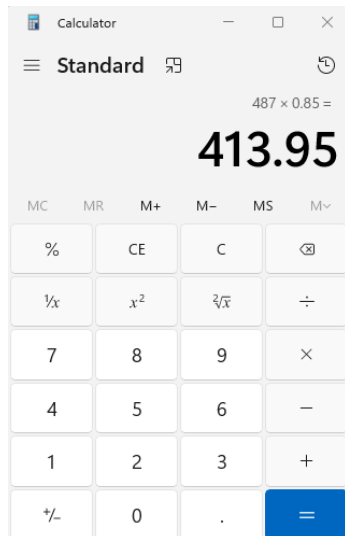 Calculator
Standard
487 × 0.85 =
413.95
MC MR M+ M− MS M
% CE C
¹/x x² ²√x ÷
7 8 9 ×
4 5 6 −
1 2 3 +
+/− 0 . =